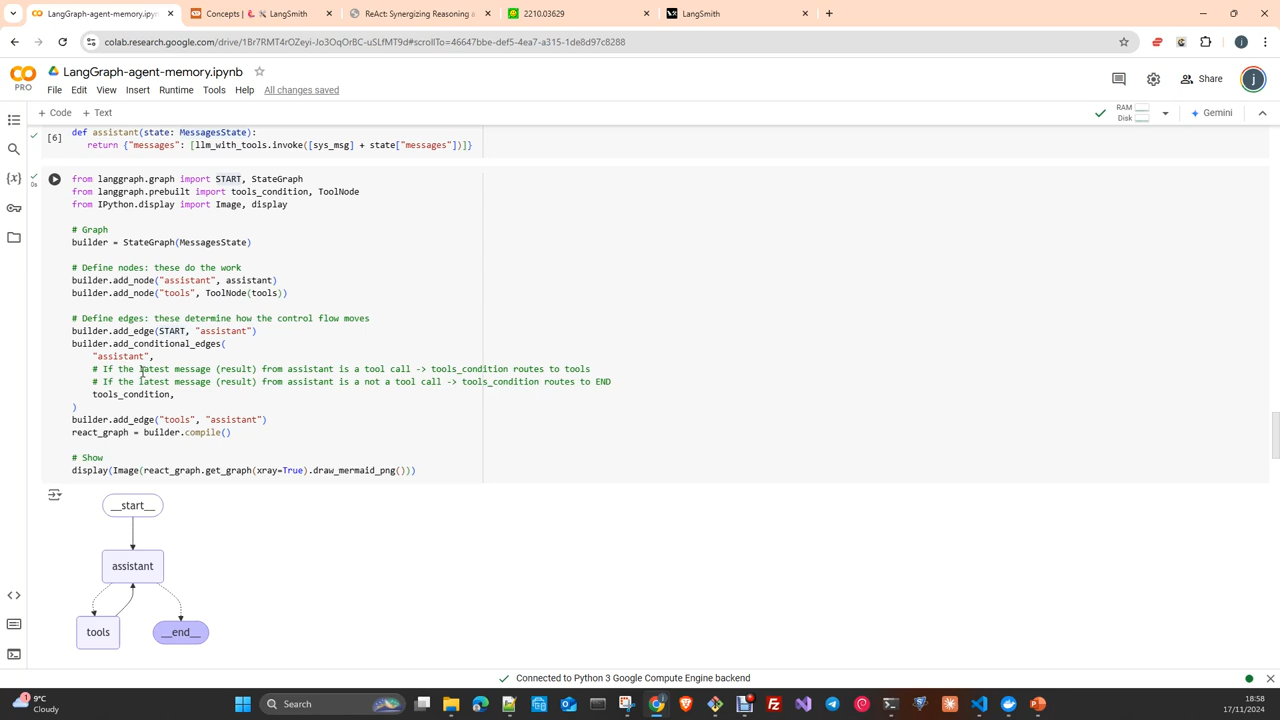 LangGraph-agent-memory.ipyn
Concepts | LangSmith
ReAct: Synergizing Reasoning a
2210.03629
LangSmith
colab.research.google.com/drive/1Br7RMT4rOZeyi-Jo3OqOrBC-uSLfMT9d#scrollTo=46647bbe-def5-4ea7-a315-1de8d97c8288
CO
PRO
LangGraph-agent-memory.ipynb
Share
j
File Edit View Insert Runtime Tools Help All changes saved
+ Code + Text
RAM
Disk
Gemini
[6]
def assistant(state: MessagesState):
return {"messages": [llm_with_tools.invoke([sys_msg] + state["messages"])]}
0s
from langgraph.graph import START, StateGraph
from langgraph.prebuilt import tools_condition, ToolNode
from IPython.display import Image, display
# Graph
builder = StateGraph(MessagesState)
# Define nodes: these do the work
builder.add_node("assistant", assistant)
builder.add_node("tools", ToolNode(tools))
# Define edges: these determine how the control flow moves
builder.add_edge(START, "assistant")
builder.add_conditional_edges(
"assistant",
# If the latest message (result) from assistant is a tool call -> tools_condition routes to tools
# If the latest message (result) from assistant is a not a tool call -> tools_condition routes to END
tools_condition,
)
builder.add_edge("tools", "assistant")
react_graph = builder.compile()
# Show
display(Image(react_graph.get_graph(xray=True).draw_mermaid_png()))
__start__
assistant
tools
__end__
Connected to Python 3 Google Compute Engine backend
9°C
Cloudy
Search
18:58
17/11/2024